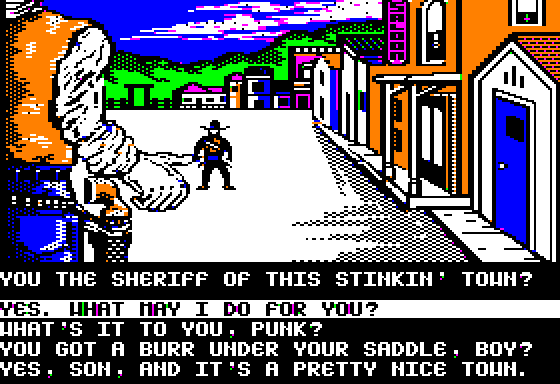 SALOON
YOU THE SHERIFF OF THIS STINKIN' TOWN?
YES. WHAT MAY I DO FOR YOU?
WHAT'S IT TO YOU, PUNK?
YOU GOT A BURR UNDER YOUR SADDLE, BOY?
YES, SON, AND IT'S A PRETTY NICE TOWN.